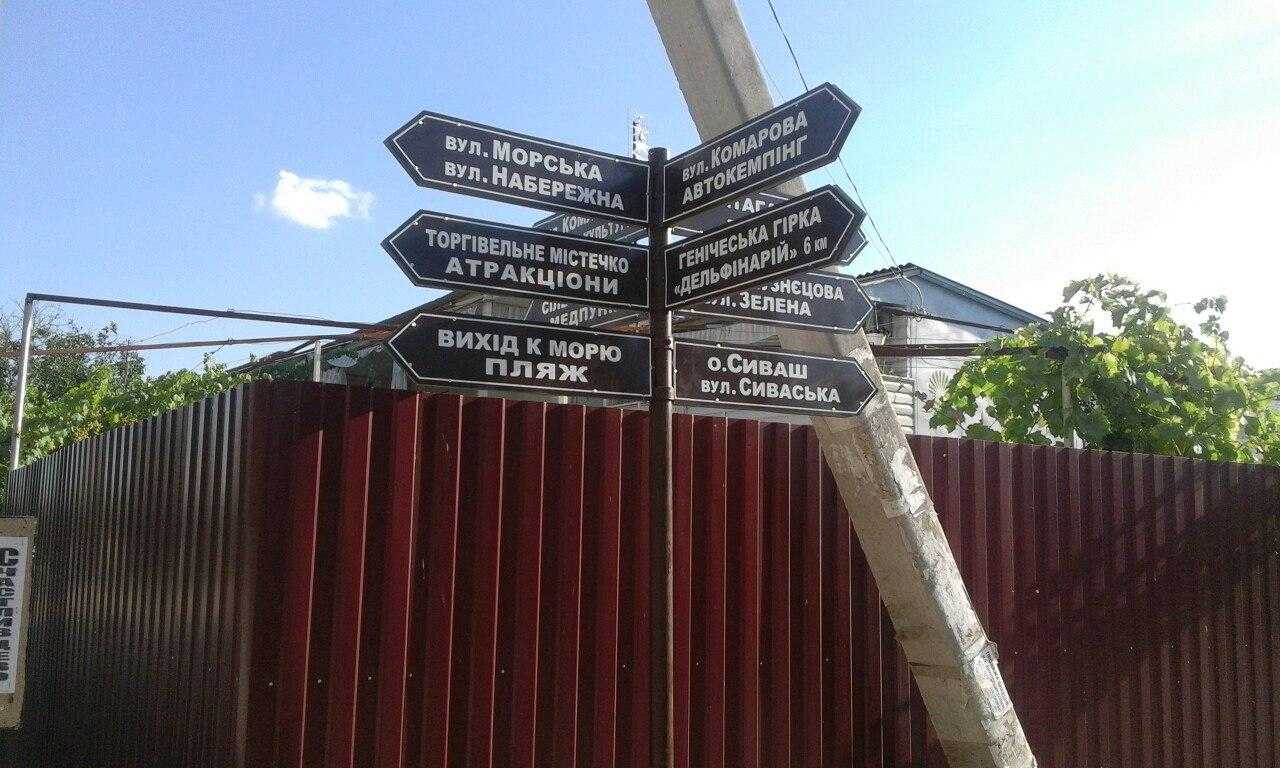 вул. Морська
вул. Набережна
вул. Комарова
автокемпінг
Торгівельне містечко
Атракціони
Генічеська гірка
«Дельфінарій» 6 км
Зелена
Вихід к морю
Пляж
о. Сиваш
вул. Сиваська